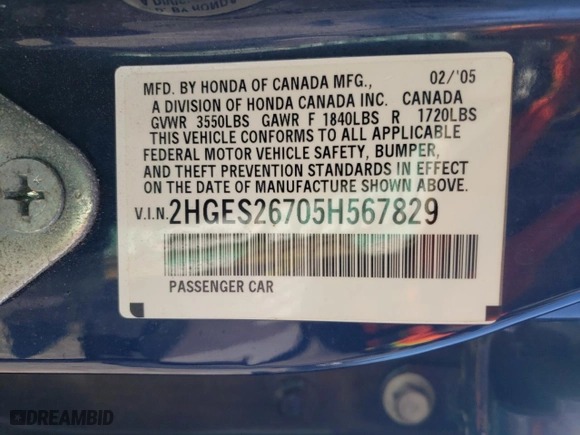 MFD. BY HONDA OF CANADA MFG., 02/'05
A DIVISION OF HONDA CANADA INC. CANADA
GVWR 3550LBS GAWR F 1840LBS R 1720LBS
THIS VEHICLE CONFORMS TO ALL APPLICABLE
FEDERAL MOTOR VEHICLE SAFETY, BUMPER,
AND THEFT PREVENTION STANDARDS IN EFFECT
ON THE DATE OF MANUFACTURE SHOWN ABOVE.
V.I.N. 2HGES26705H567829
PASSENGER CAR
DREAMBID